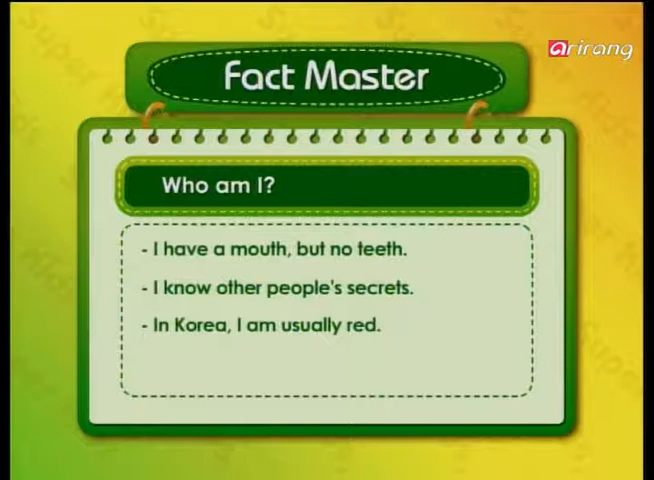 arirang
Fact Master
Who am I?
- I have a mouth, but no teeth.
- I know other people's secrets.
- In Korea, I am usually red.